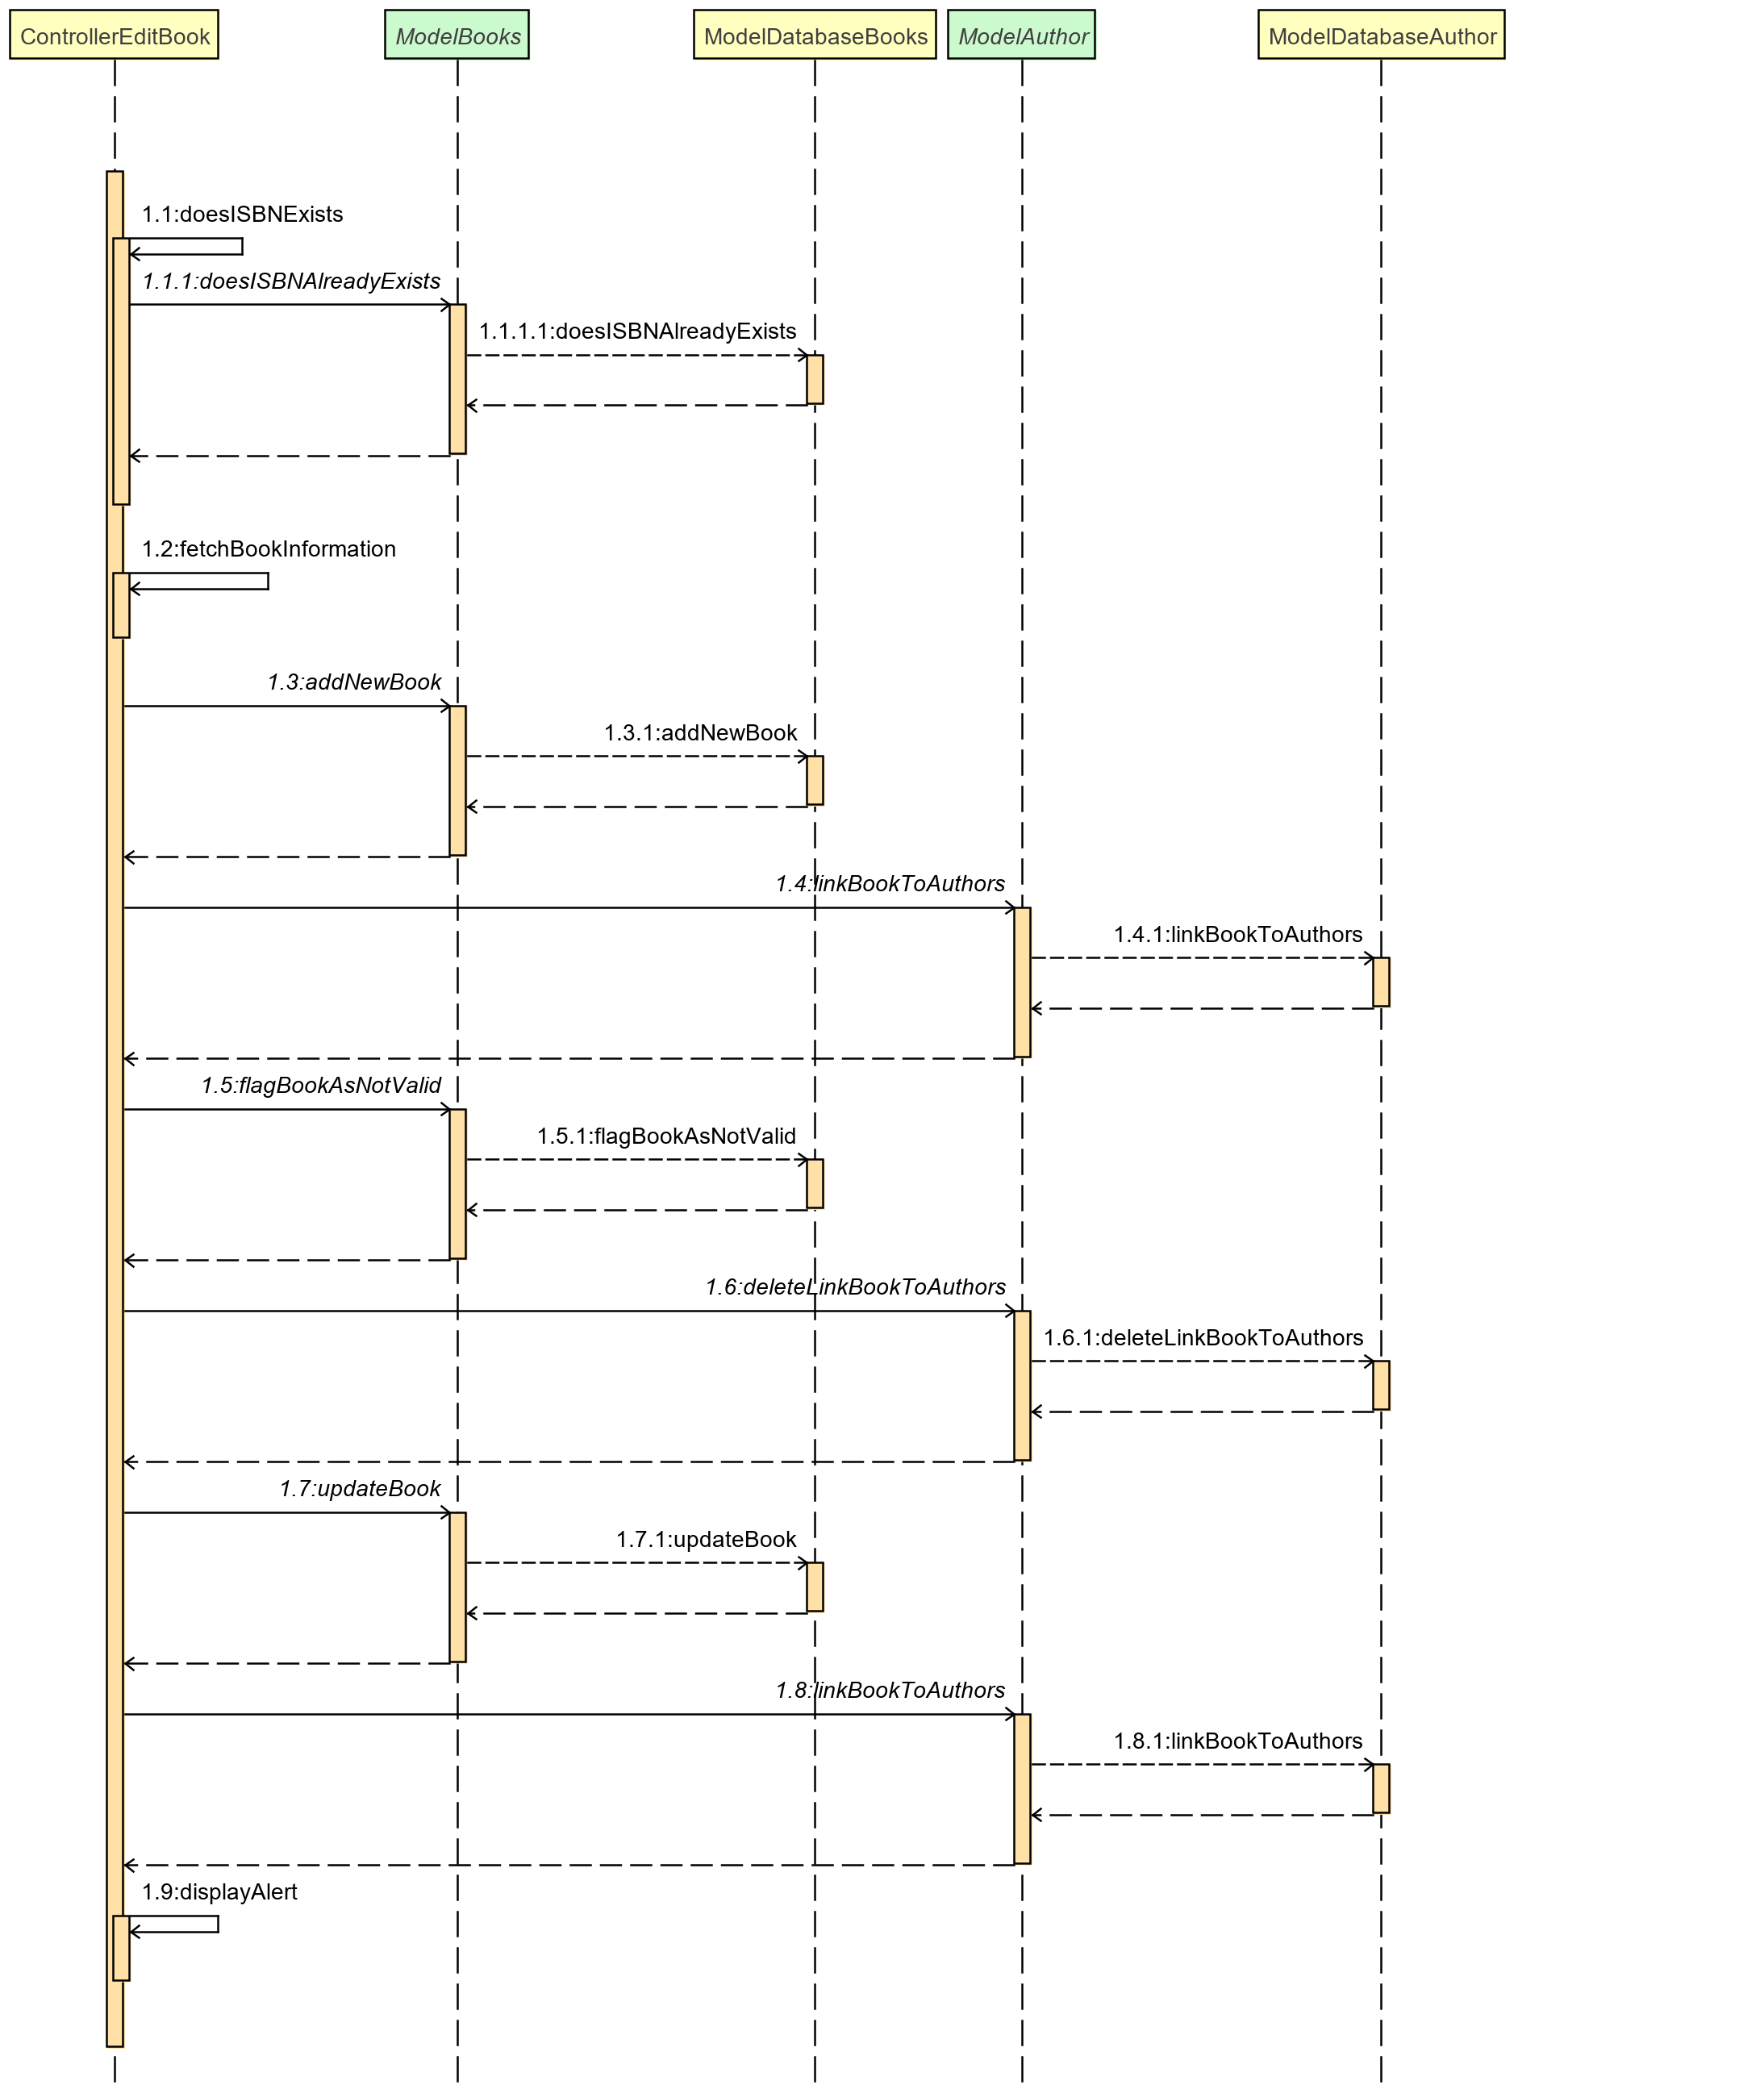 ControllerEditBook
ModelBooks
ModelDatabaseBooks
ModelAuthor
ModelDatabaseAuthor
1.1:doesISBNExists
1.1.1:doesISBNAlreadyExists
1.1.1.1:doesISBNAlreadyExists
1.2:fetchBookInformation
1.3:addNewBook
1.3.1:addNewBook
1.4:linkBookToAuthors
1.4.1:linkBookToAuthors
1.5:flagBookAsNotValid
1.5.1:flagBookAsNotValid
1.6:deleteLinkBookToAuthors
1.6.1:deleteLinkBookToAuthors
1.7:updateBook
1.7.1:updateBook
1.8:linkBookToAuthors
1.8.1:linkBookToAuthors
1.9:displayAlert